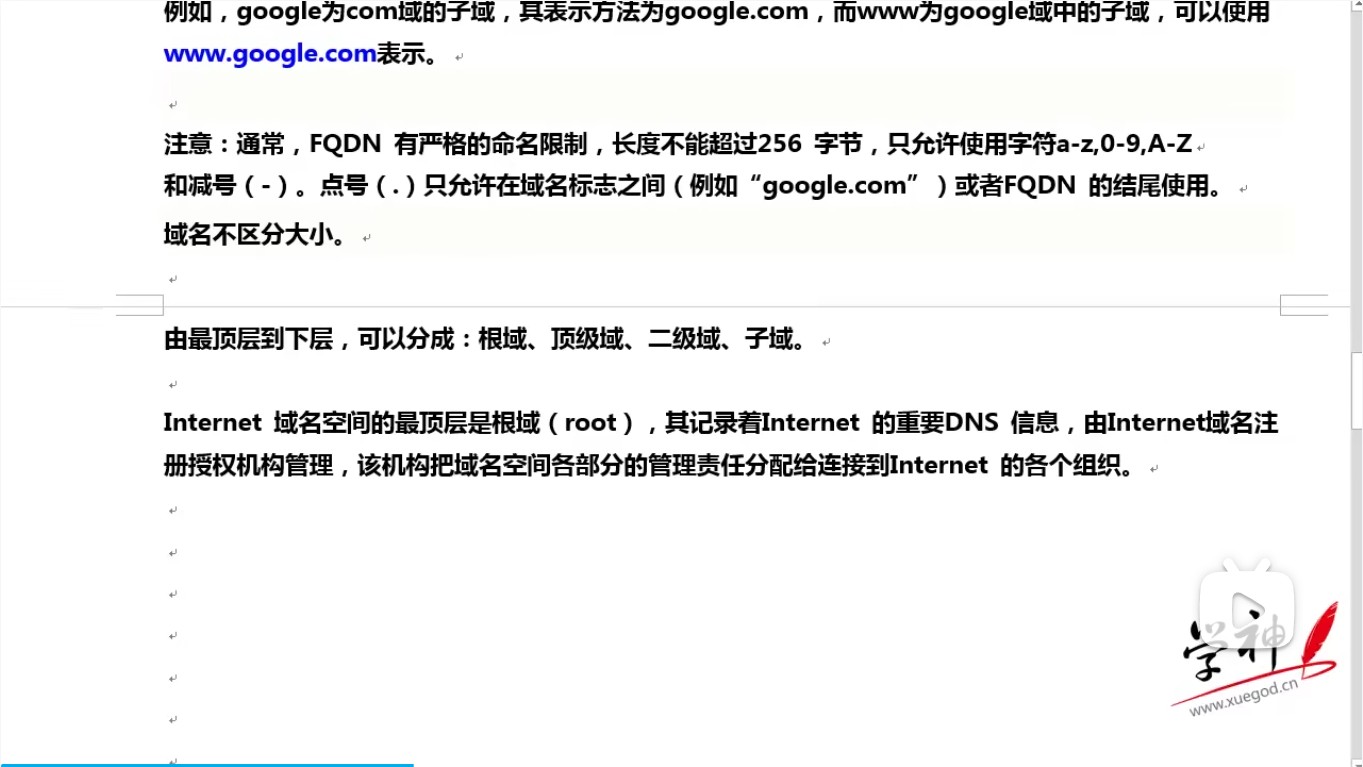 例如，google为com域的子域，其表示方法为google.com，而www为google域中的子域，可以使用
www.google.com表示。
注意：通常，FQDN 有严格的命名限制，长度不能超过256 字节，只允许使用字符a-z,0-9,A-Z
和减号（-）。点号（.）只允许在域名标志之间（例如“google.com”）或者FQDN 的结尾使用。
域名不区分大小。
由最顶层到下层，可以分成：根域、顶级域、二级域、子域。
Internet 域名空间的最顶层是根域（root），其记录着Internet 的重要DNS 信息，由Internet域名注
册授权机构管理，该机构把域名空间各部分的管理责任分配给连接到Internet 的各个组织。
学神
www.xuegod.cn